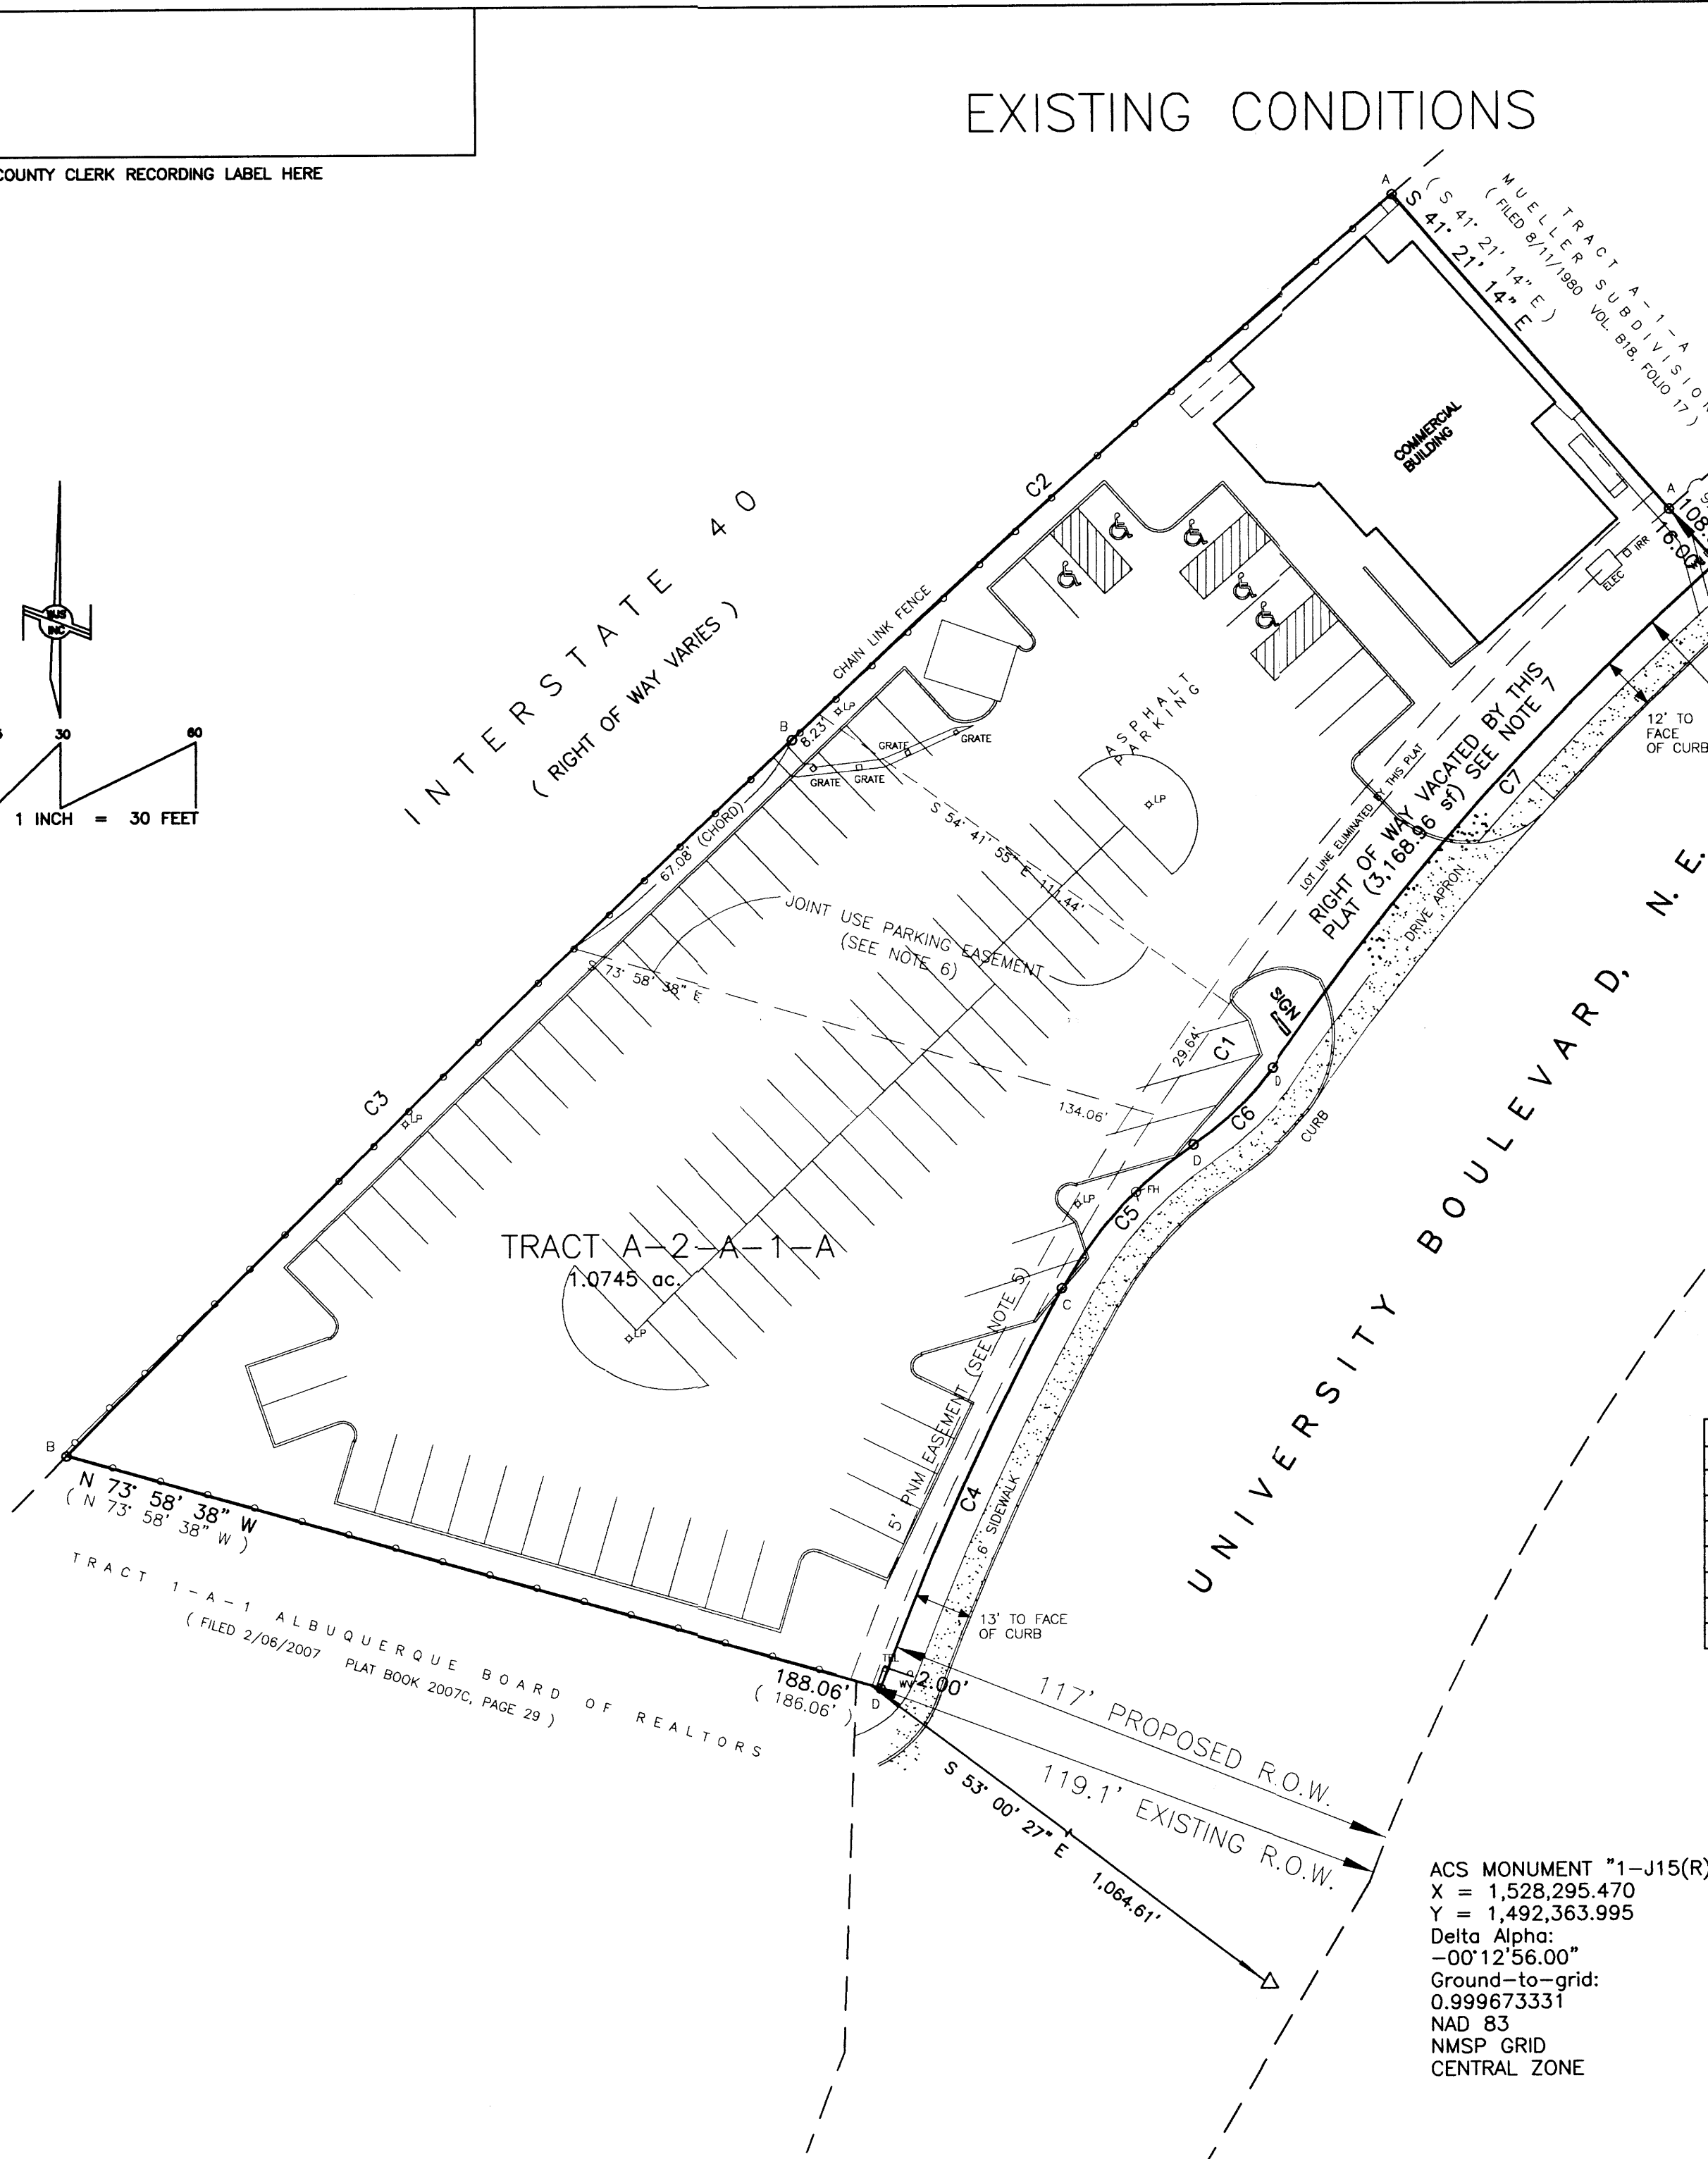 EXISTING CONDITIONS
COUNTY CLERK RECORDING LABEL HERE
A
S 41° 21' 14" E
( S 41° 21' 14" E )
TRACT A-1-A
MUELLER SUBDIVISION
( FILED 8/11/1980 VOL. B18, FOLIO 17 )
COMMERCIAL
BUILDING
A
16.00
IRR
ELEC
C2
INTERSTATE 40
( RIGHT OF WAY VARIES )
CHAIN LINK FENCE
BUS
INC
30
60
1 INCH = 30 FEET
B
8.23'
LP
GRATE
GRATE
GRATE
GRATE
ASPHALT
PARKING
LP
12' TO
FACE
OF CURB
LOT LINE ELIMINATED BY THIS PLAT
RIGHT OF WAY VACATED BY THIS
PLAT (3,168.96 sf) SEE NOTE 7
C7
DRIVE APRON
67.08' (CHORD)
S 54° 41' 55" E 111.44'
JOINT USE PARKING EASEMENT
(SEE NOTE 6)
S 73° 58' 38" E
134.06'
SIGN
29.64'
C1
D
C6
CURB
D
FH
C5
LP
C
C3
LP
TRACT A-2-A-1-A
1.0745 ac.
LP
5' PNM EASEMENT (SEE NOTE 5)
C4
6' SIDEWALK
UNIVERSITY BOULEVARD, N. E.
B
N 73° 58' 38" W
( N 73° 58' 38" W )
TRACT 1-A-1 ALBUQUERQUE BOARD OF REALTORS
( FILED 2/06/2007 PLAT BOOK 2007C, PAGE 29 )
188.06'
( 186.06' )
13' TO FACE
OF CURB
TEL
WV
2.00'
D
117' PROPOSED R.O.W.
119.1' EXISTING R.O.W.
S 53° 00' 27" E
1,064.61'
ACS MONUMENT "1-J15(R)
X = 1,528,295.470
Y = 1,492,363.995
Delta Alpha:
-00°12'56.00"
Ground-to-grid:
0.999673331
NAD 83
NMSP GRID
CENTRAL ZONE